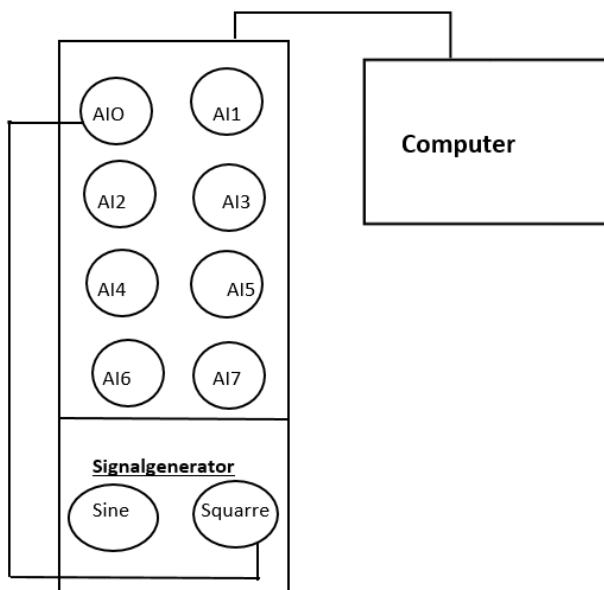 AIO
AI1
Computer
AI2
AI3
AI4
AI5
AI6
AI7
Signalgenerator
Sine
Squarre